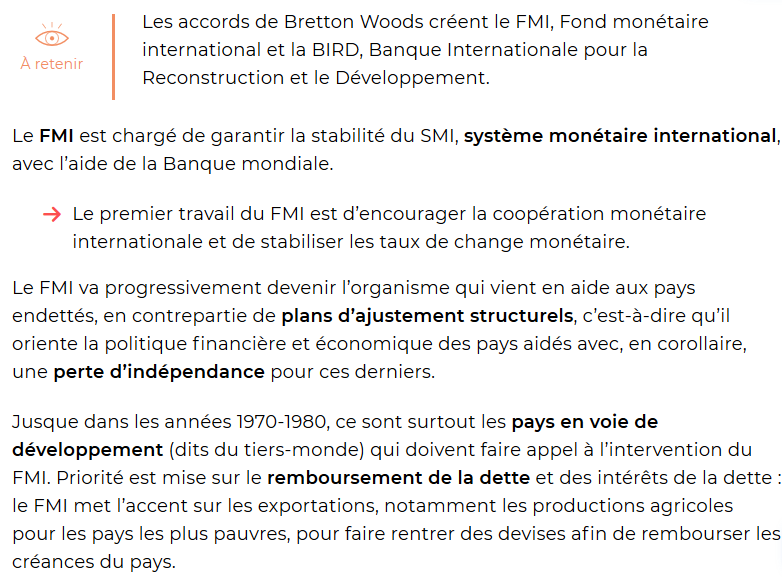 Les accords de Bretton Woods créent le FMI, Fond monétaire
international et la BIRD, Banque Internationale pour la
Reconstruction et le Développement.
À retenir
Le FMI est chargé de garantir la stabilité du SMI, système monétaire international,
avec l’aide de la Banque mondiale.
→ Le premier travail du FMI est d’encourager la coopération monétaire
internationale et de stabiliser les taux de change monétaire.
Le FMI va progressivement devenir l’organisme qui vient en aide aux pays
endettés, en contrepartie de plans d’ajustement structurels, c’est-à-dire qu’il
oriente la politique financière et économique des pays aidés avec, en corollaire,
une perte d’indépendance pour ces derniers.
Jusque dans les années 1970-1980, ce sont surtout les pays en voie de
développement (dits du tiers-monde) qui doivent faire appel à l’intervention du
FMI. Priorité est mise sur le remboursement de la dette et des intérêts de la dette :
le FMI met l’accent sur les exportations, notamment les productions agricoles
pour les pays les plus pauvres, pour faire rentrer des devises afin de rembourser les
créances du pays.